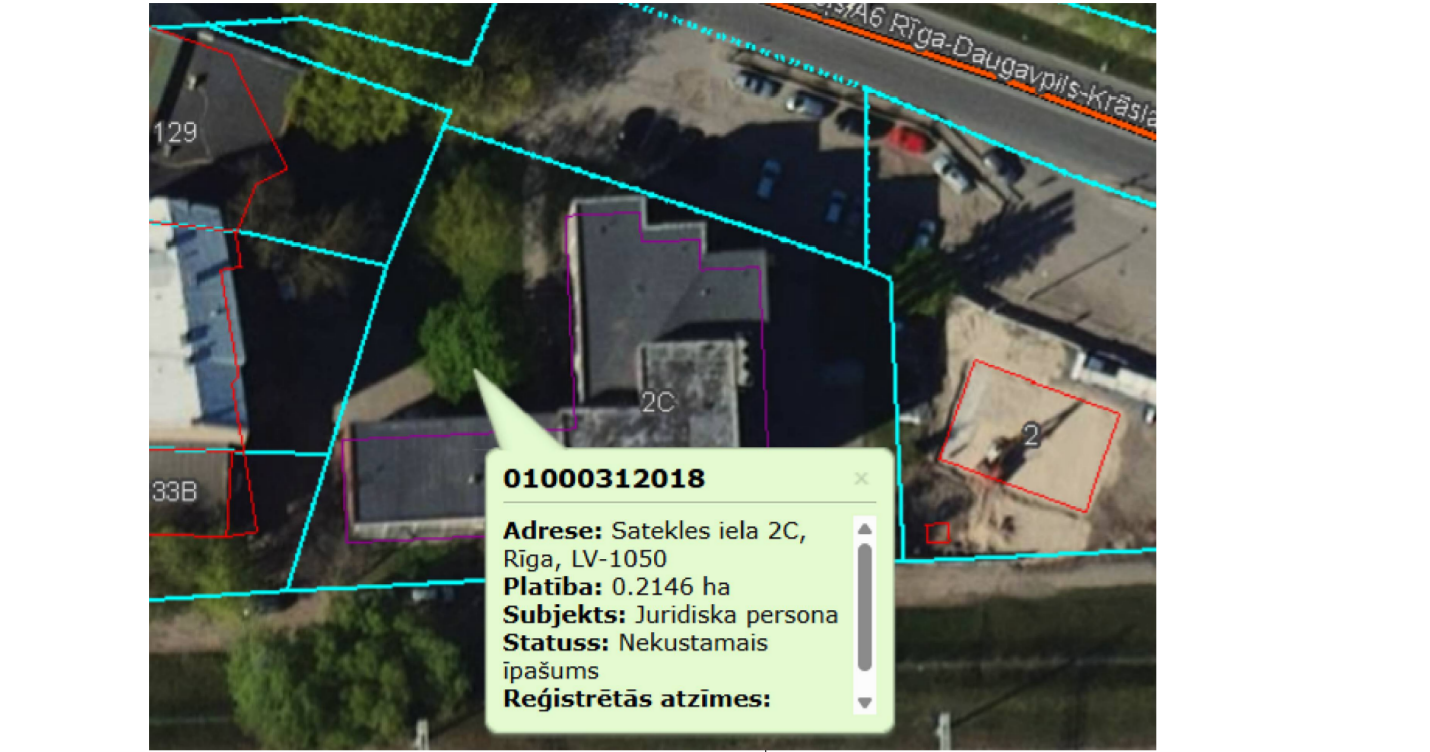 A6 Rīga-Daugavpils-Krāsla
129
2C
2
33B
01000312018
×
Adrese: Satekles iela 2C,
Rīga, LV-1050
Platība: 0.2146 ha
Subjekts: Juridiska persona
Statuss: Nekustamais
īpašums
Reģistrētās atzīmes: